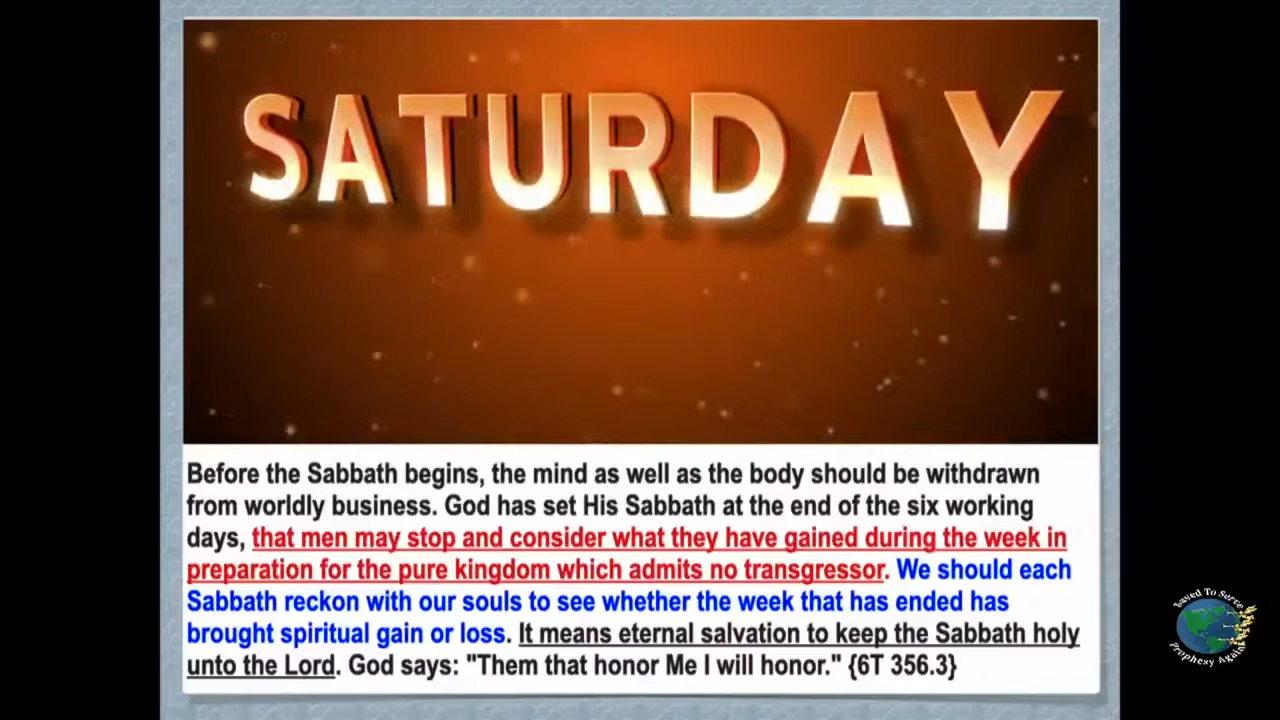 SATURDAY
Before the Sabbath begins, the mind as well as the body should be withdrawn
from worldly business. God has set His Sabbath at the end of the six working
days, that men may stop and consider what they have gained during the week in
preparation for the pure kingdom which admits no transgressor. We should each
Sabbath reckon with our souls to see whether the week that has ended has
brought spiritual gain or loss. It means eternal salvation to keep the Sabbath holy
unto the Lord. God says: "Them that honor Me I will honor." {6T 356.3}
Saved To Serve
Prophesy Again